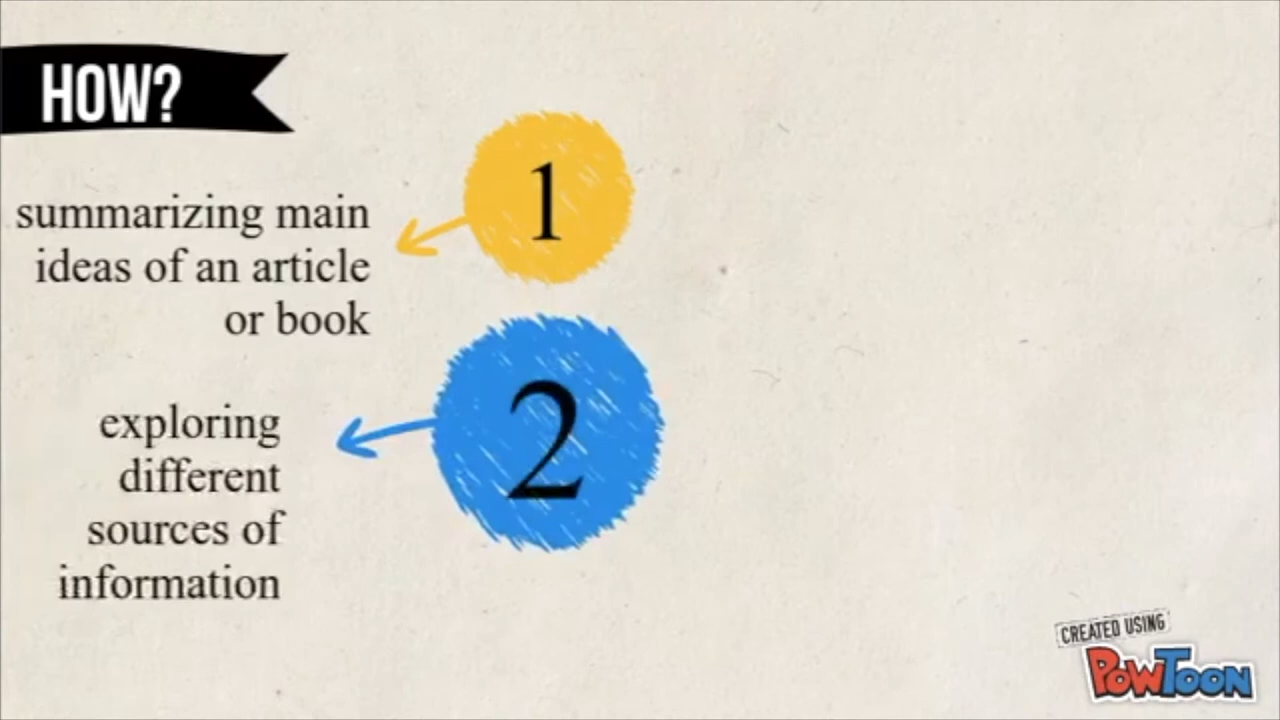 HOW?
1
summarizing main
ideas of an article
or book
2
exploring
different
sources of
information
CREATED USING
POWTOON